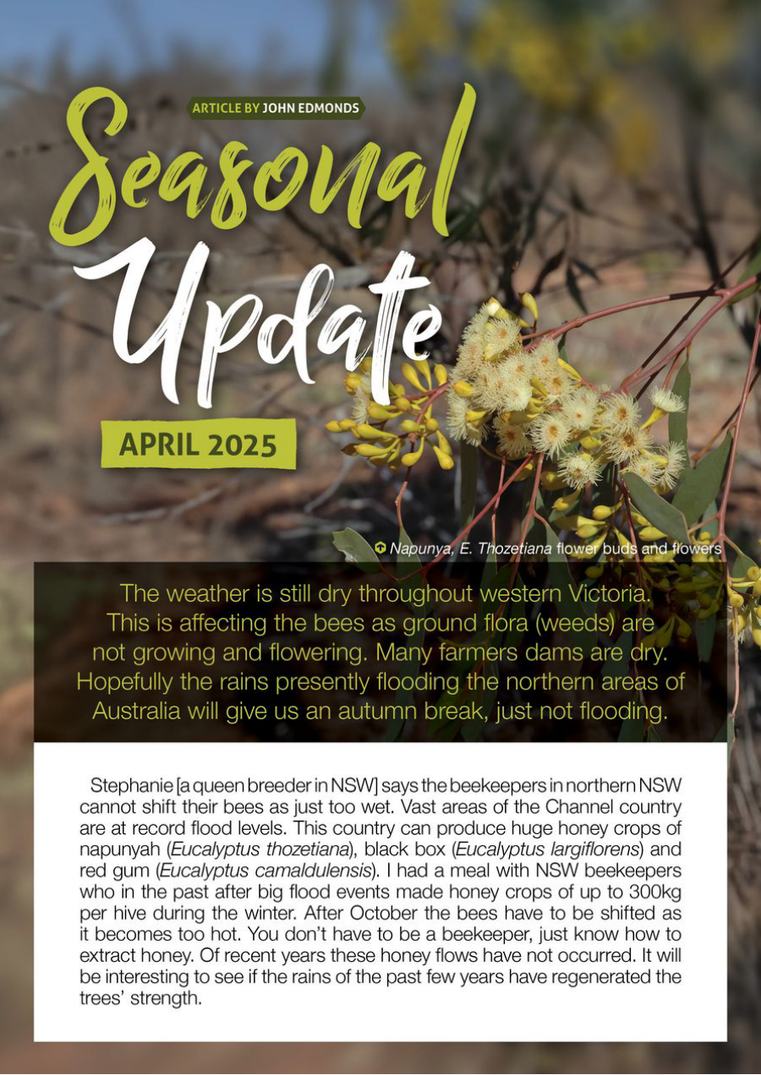 ARTICLE BY JOHN EDMONDS
Seasonal
Update
APRIL 2025
Napunya, E. Thozetiana flower buds and flowers
The weather is still dry throughout western Victoria.
This is affecting the bees as ground flora (weeds) are
not growing and flowering. Many farmers dams are dry.
Hopefully the rains presently flooding the northern areas of
Australia will give us an autumn break, just not flooding.
Stephanie [a queen breeder in NSW] says the beekeepers in northern NSW
cannot shift their bees as just too wet. Vast areas of the Channel country
are at record flood levels. This country can produce huge honey crops of
napunyah (Eucalyptus thozetiana), black box (Eucalyptus largiflorens) and
red gum (Eucalyptus camaldulensis). I had a meal with NSW beekeepers
who in the past after big flood events made honey crops of up to 300kg
per hive during the winter. After October the bees have to be shifted as
it becomes too hot. You don’t have to be a beekeeper, just know how to
extract honey. Of recent years these honey flows have not occurred. It will
be interesting to see if the rains of the past few years have regenerated the
trees’ strength.